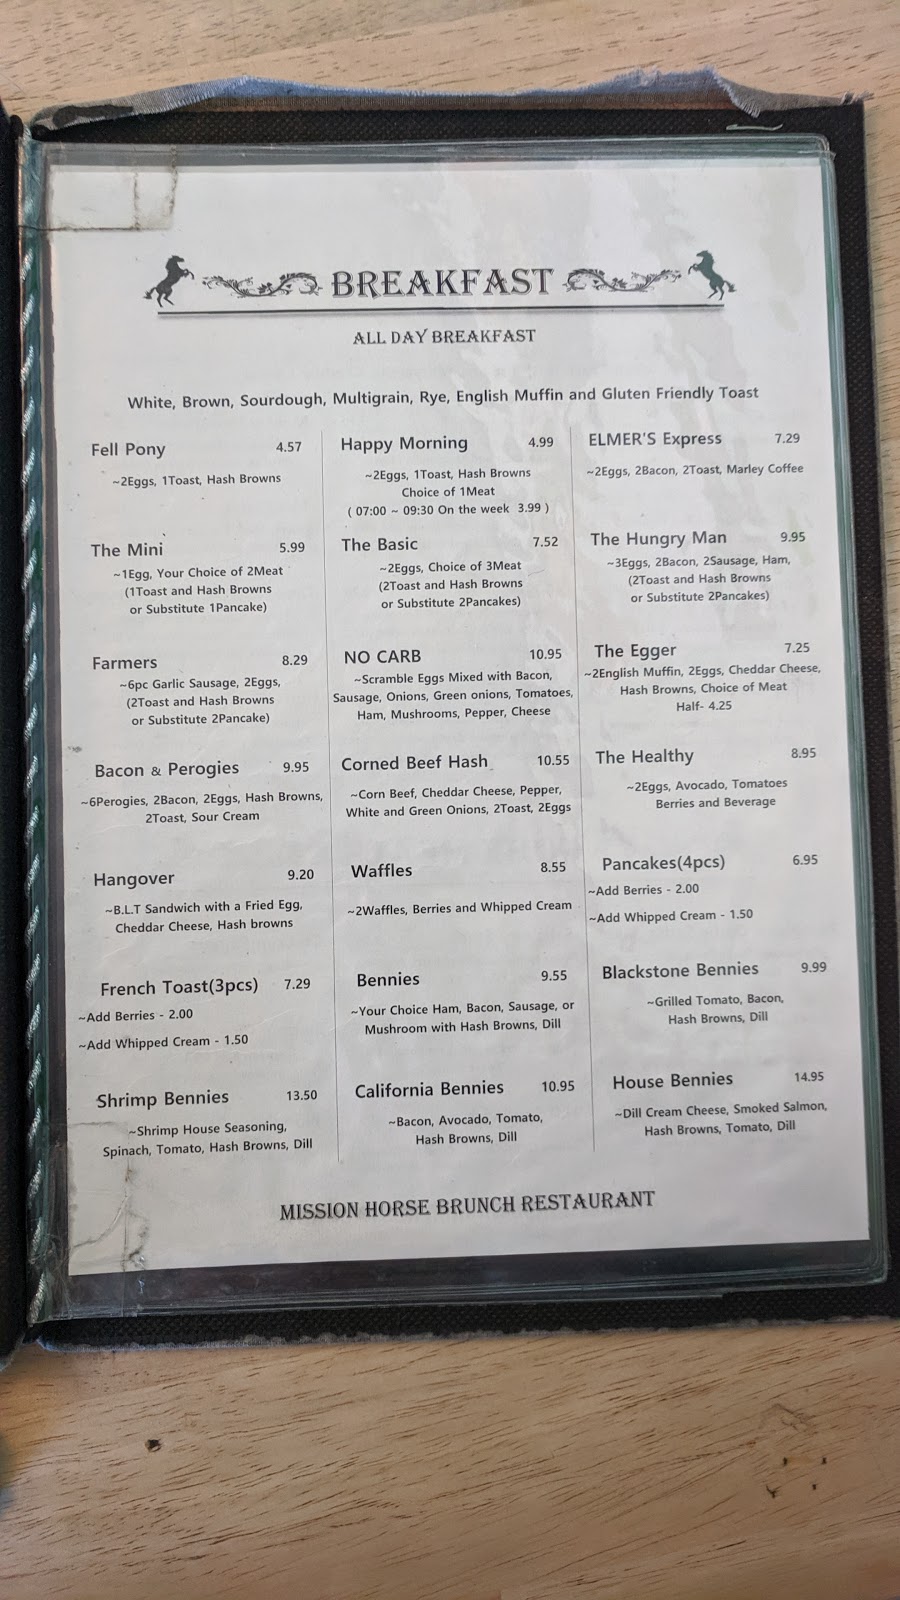 BREAKFAST
ALL DAY BREAKFAST
White, Brown, Sourdough, Multigrain, Rye, English Muffin and Gluten Friendly Toast
Fell Pony 4.57
~2Eggs, 1Toast, Hash Browns
Happy Morning 4.99
~2Eggs, 1Toast, Hash Browns
Choice of 1Meat
( 07:00 ~ 09:30 On the week 3.99 )
ELMER'S Express 7.29
~2Eggs, 2Bacon, 2Toast, Marley Coffee
The Mini 5.99
~1Egg, Your Choice of 2Meat
(1Toast and Hash Browns
or Substitute 1Pancake)
The Basic 7.52
~2Eggs, Choice of 3Meat
(2Toast and Hash Browns
or Substitute 2Pancakes)
The Hungry Man 9.95
~3Eggs, 2Bacon, 2Sausage, Ham,
(2Toast and Hash Browns
or Substitute 2Pancakes)
Farmers 8.29
~6pc Garlic Sausage, 2Eggs,
(2Toast and Hash Browns
or Substitute 2Pancake)
NO CARB 10.95
~Scramble Eggs Mixed with Bacon,
Sausage, Onions, Green onions, Tomatoes,
Ham, Mushrooms, Pepper, Cheese
The Egger 7.25
~2English Muffin, 2Eggs, Cheddar Cheese,
Hash Browns, Choice of Meat
Half- 4.25
Bacon & Perogies 9.95
~6Perogies, 2Bacon, 2Eggs, Hash Browns,
2Toast, Sour Cream
Corned Beef Hash 10.55
~Corn Beef, Cheddar Cheese, Pepper,
White and Green Onions, 2Toast, 2Eggs
The Healthy 8.95
~2Eggs, Avocado, Tomatoes
Berries and Beverage
Hangover 9.20
~B.L.T Sandwich with a Fried Egg,
Cheddar Cheese, Hash browns
Waffles 8.55
~2Waffles, Berries and Whipped Cream
Pancakes(4pcs) 6.95
~Add Berries - 2.00
~Add Whipped Cream - 1.50
French Toast(3pcs) 7.29
~Add Berries - 2.00
~Add Whipped Cream - 1.50
Bennies 9.55
~Your Choice Ham, Bacon, Sausage, or
Mushroom with Hash Browns, Dill
Blackstone Bennies 9.99
~Grilled Tomato, Bacon,
Hash Browns, Dill
Shrimp Bennies 13.50
~Shrimp House Seasoning,
Spinach, Tomato, Hash Browns, Dill
California Bennies 10.95
~Bacon, Avocado, Tomato,
Hash Browns, Dill
House Bennies 14.95
~Dill Cream Cheese, Smoked Salmon,
Hash Browns, Tomato, Dill
MISSION HORSE BRUNCH RESTAURANT